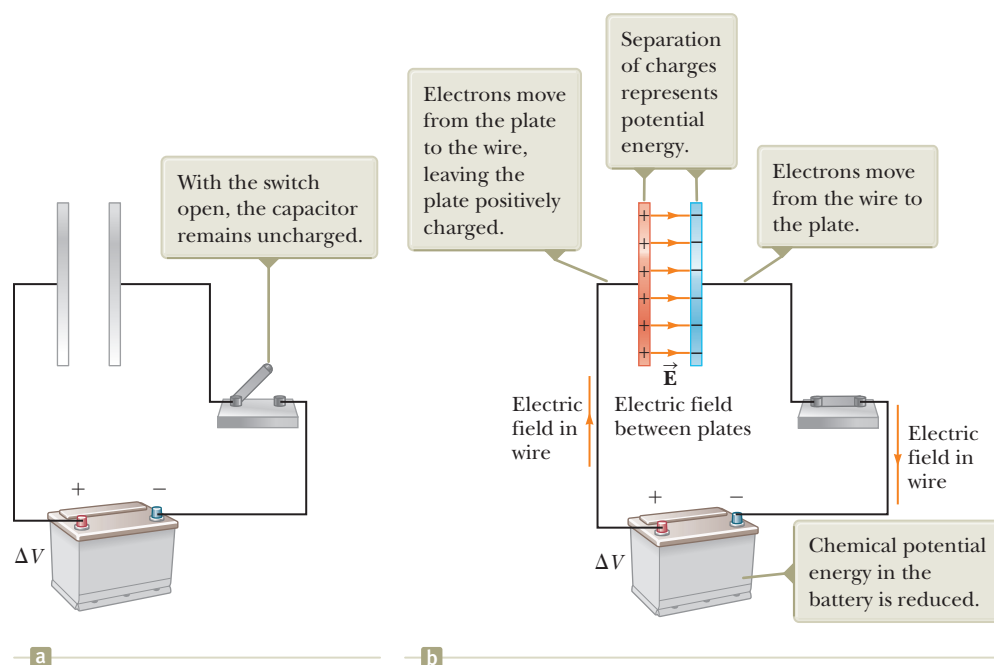 With the switch
open, the capacitor
remains uncharged.
+
−
ΔV
a
Electrons move
from the plate
to the wire,
leaving the
plate positively
charged.
Separation
of charges
represents
potential
energy.
Electrons move
from the wire to
the plate.
+ −
+ −
+ −
+ −
+ −
+ −
E⃗
Electric field
between plates
Electric
field in
wire
Electric
field in
wire
+
−
ΔV
Chemical potential
energy in the
battery is reduced.
b